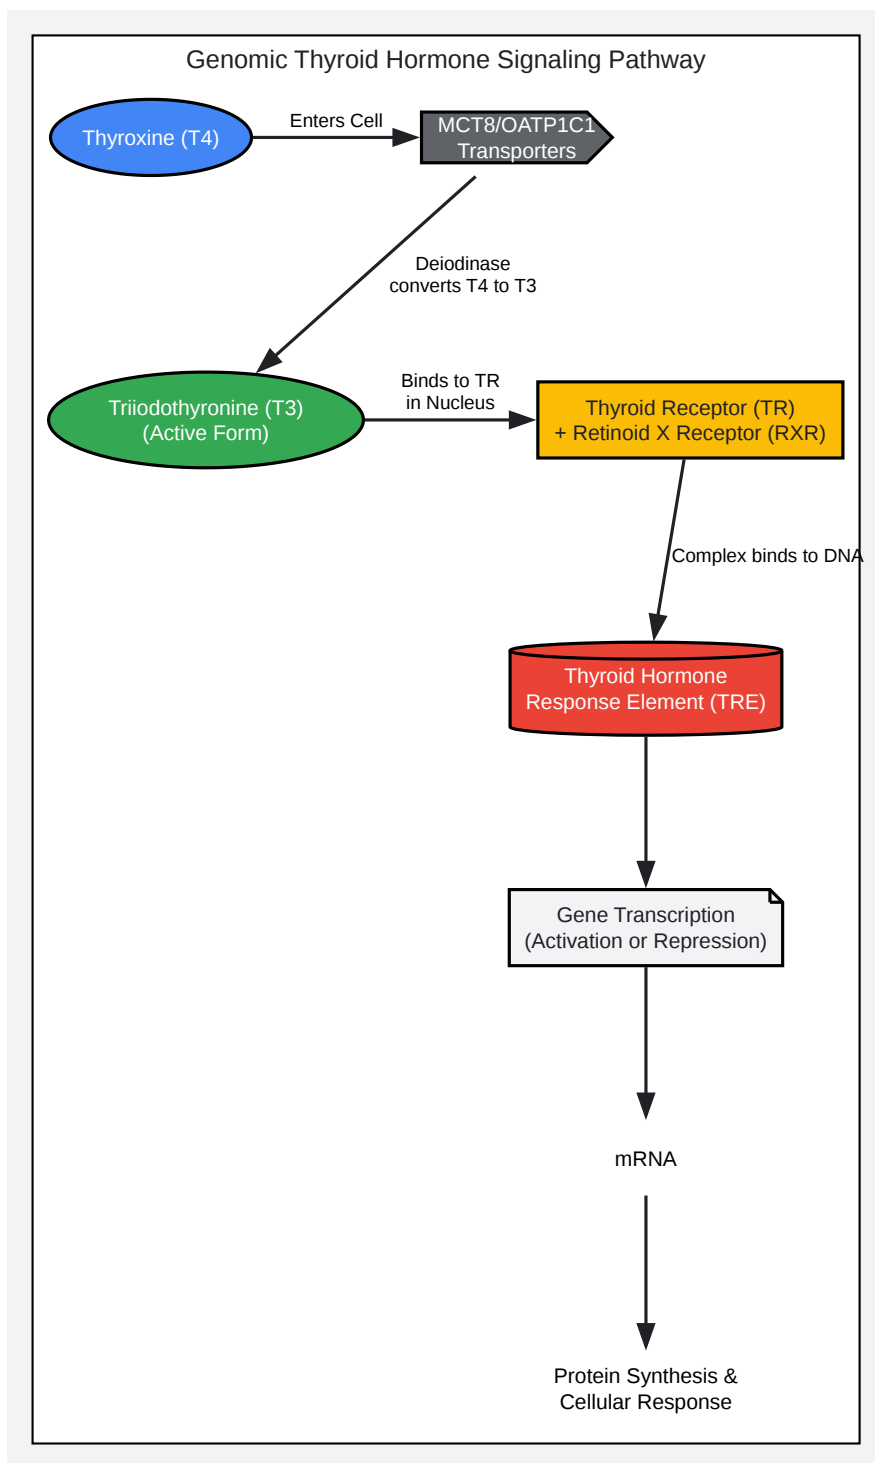 Genomic Thyroid Hormone Signaling Pathway
Thyroxine (T4)
Enters Cell
MCT8/OATP1C1
Transporters
Deiodinase
converts T4 to T3
Triiodothyronine (T3)
(Active Form)
Binds to TR
in Nucleus
Thyroid Receptor (TR)
+ Retinoid X Receptor (RXR)
Complex binds to DNA
Thyroid Hormone
Response Element (TRE)
Gene Transcription
(Activation or Repression)
mRNA
Protein Synthesis &
Cellular Response